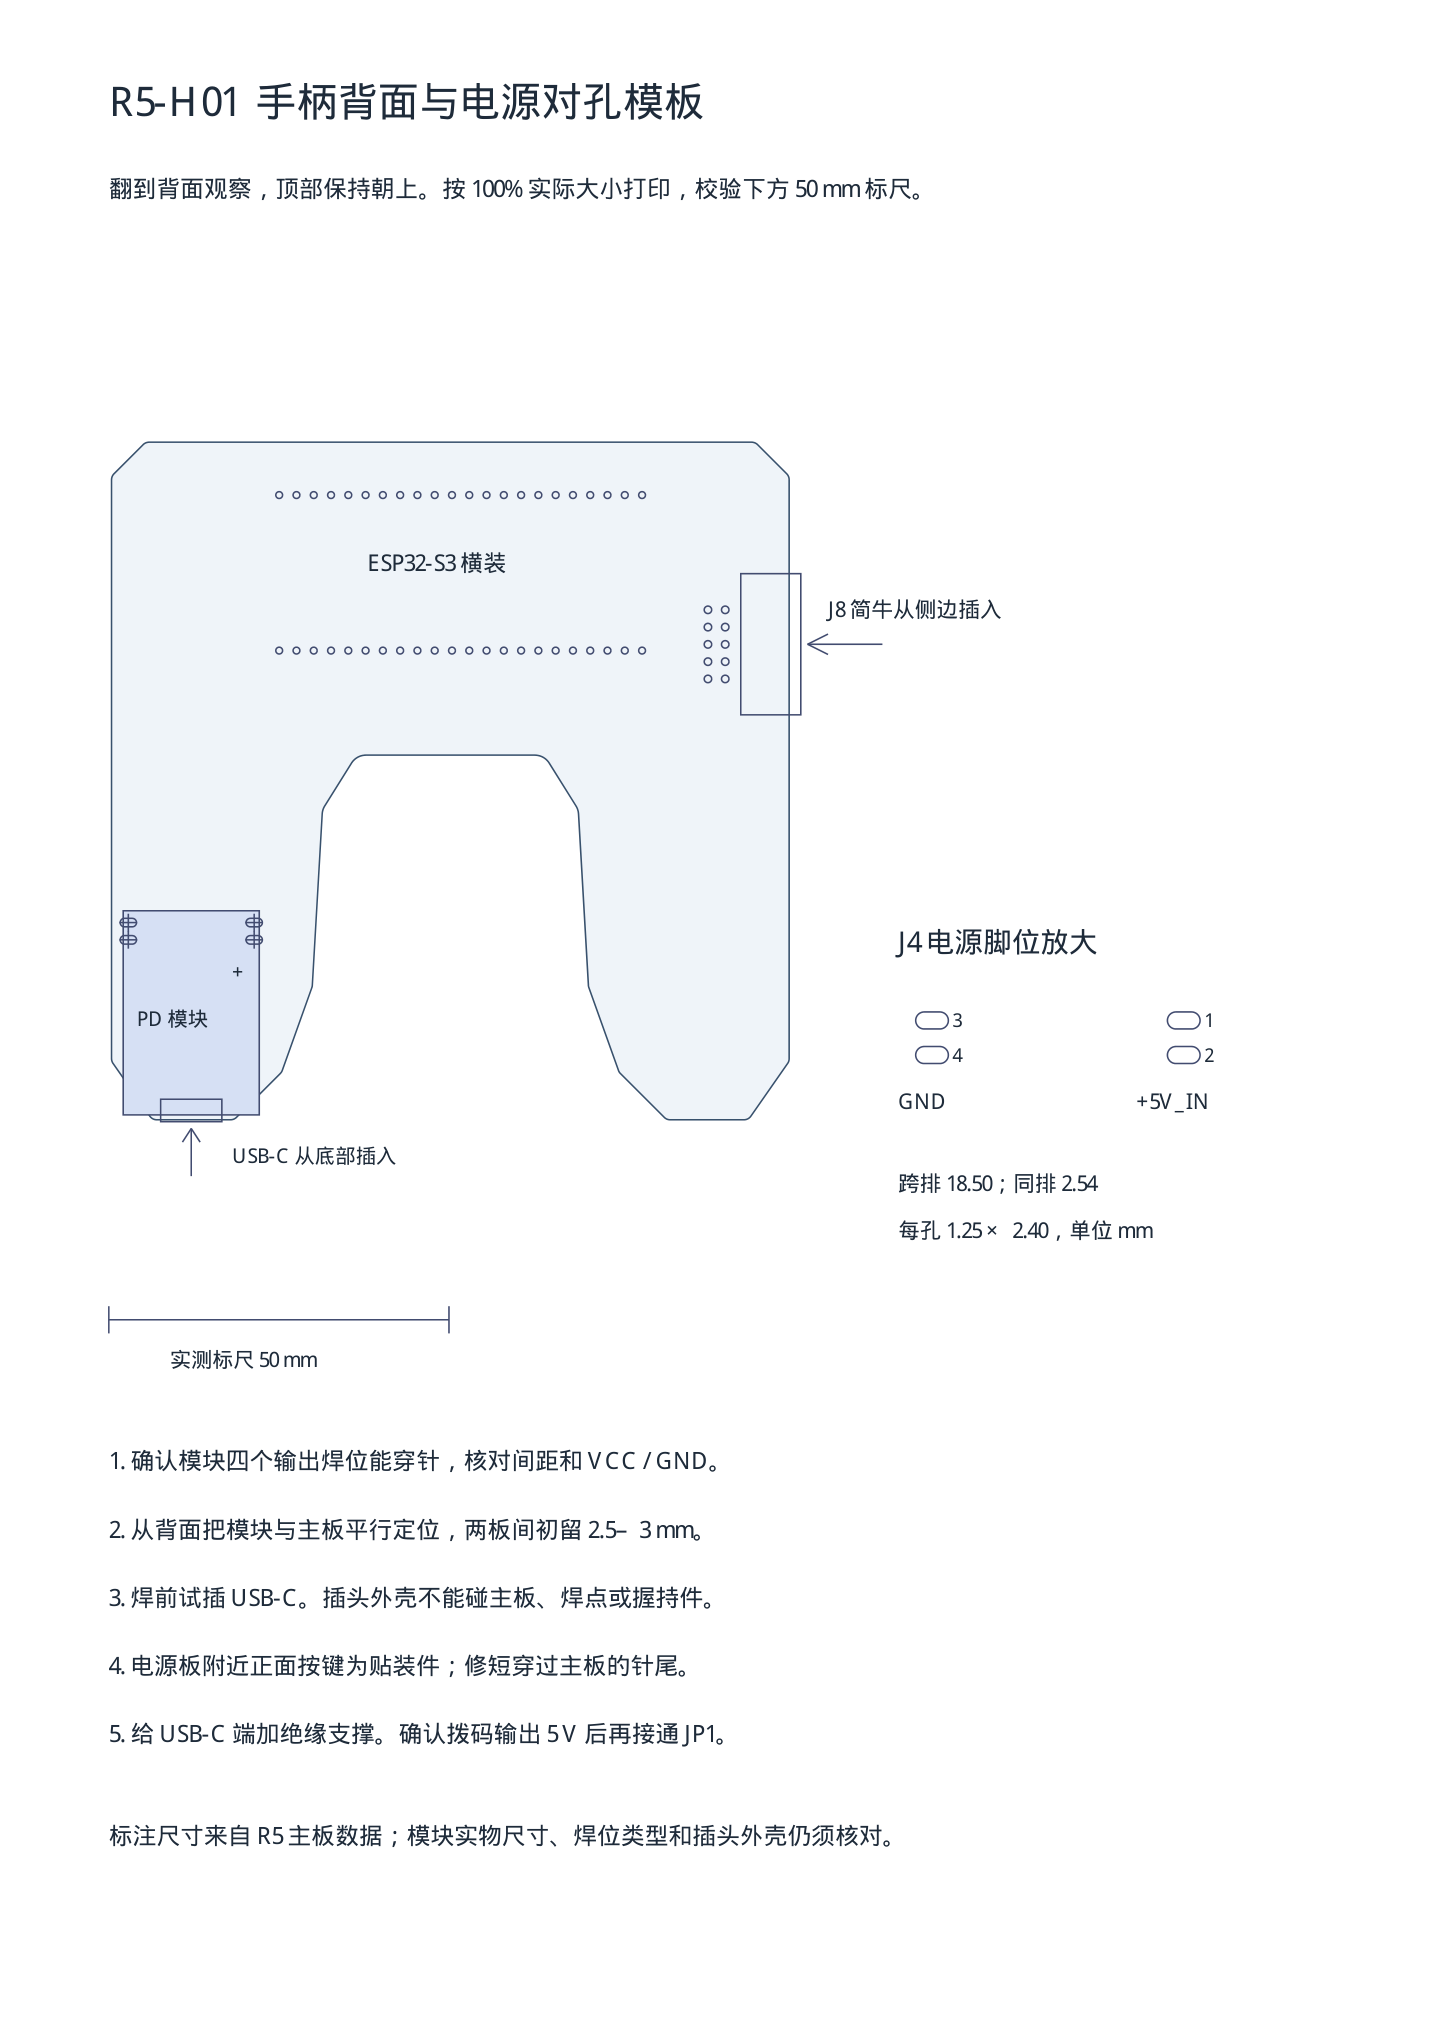 R5-H01 手柄背面与电源对孔模板
翻到背面观察，顶部保持朝上。按 100% 实际大小打印，校验下方 50 mm 标尺。
ESP32-S3 横装
J8 简牛从侧边插入
J4 电源脚位放大
+
PD 模块
3
1
4
2
GND
+5V_IN
USB-C 从底部插入
跨排 18.50；同排 2.54
每孔 1.25 × 2.40，单位 mm
实测标尺 50 mm
1. 确认模块四个输出焊位能穿针，核对间距和 VCC / GND。
2. 从背面把模块与主板平行定位，两板间初留 2.5– 3 mm。
3. 焊前试插 USB-C。插头外壳不能碰主板、焊点或握持件。
4. 电源板附近正面按键为贴装件；修短穿过主板的针尾。
5. 给 USB-C 端加绝缘支撑。确认拨码输出 5 V 后再接通 JP1。
标注尺寸来自 R5 主板数据；模块实物尺寸、焊位类型和插头外壳仍须核对。